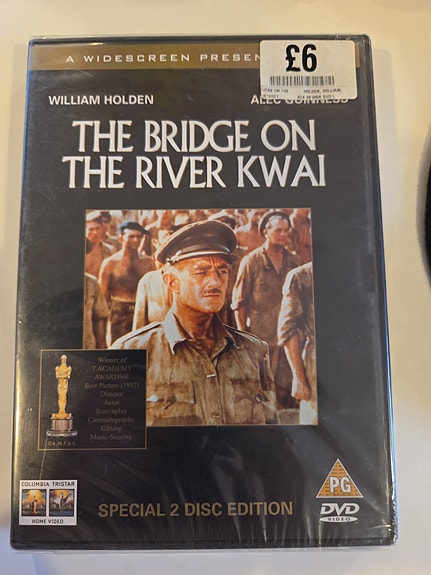 A WIDESCREEN PRESEN
£6
HOLDEN, WILLIAM,
WILLIAM HOLDEN
ALEC GUINNESS
THE BRIDGE ON
THE RIVER KWAI
Winner of
7 ACADEMY
AWARDS®
Best Picture (1957)
Director
Actor
Screenplay
Cinematography
Editing
Music-Scoring
©A.M.P.A.S.
COLUMBIA TRISTAR
HOME VIDEO
SPECIAL 2 DISC EDITION
PG
DVD
VIDEO